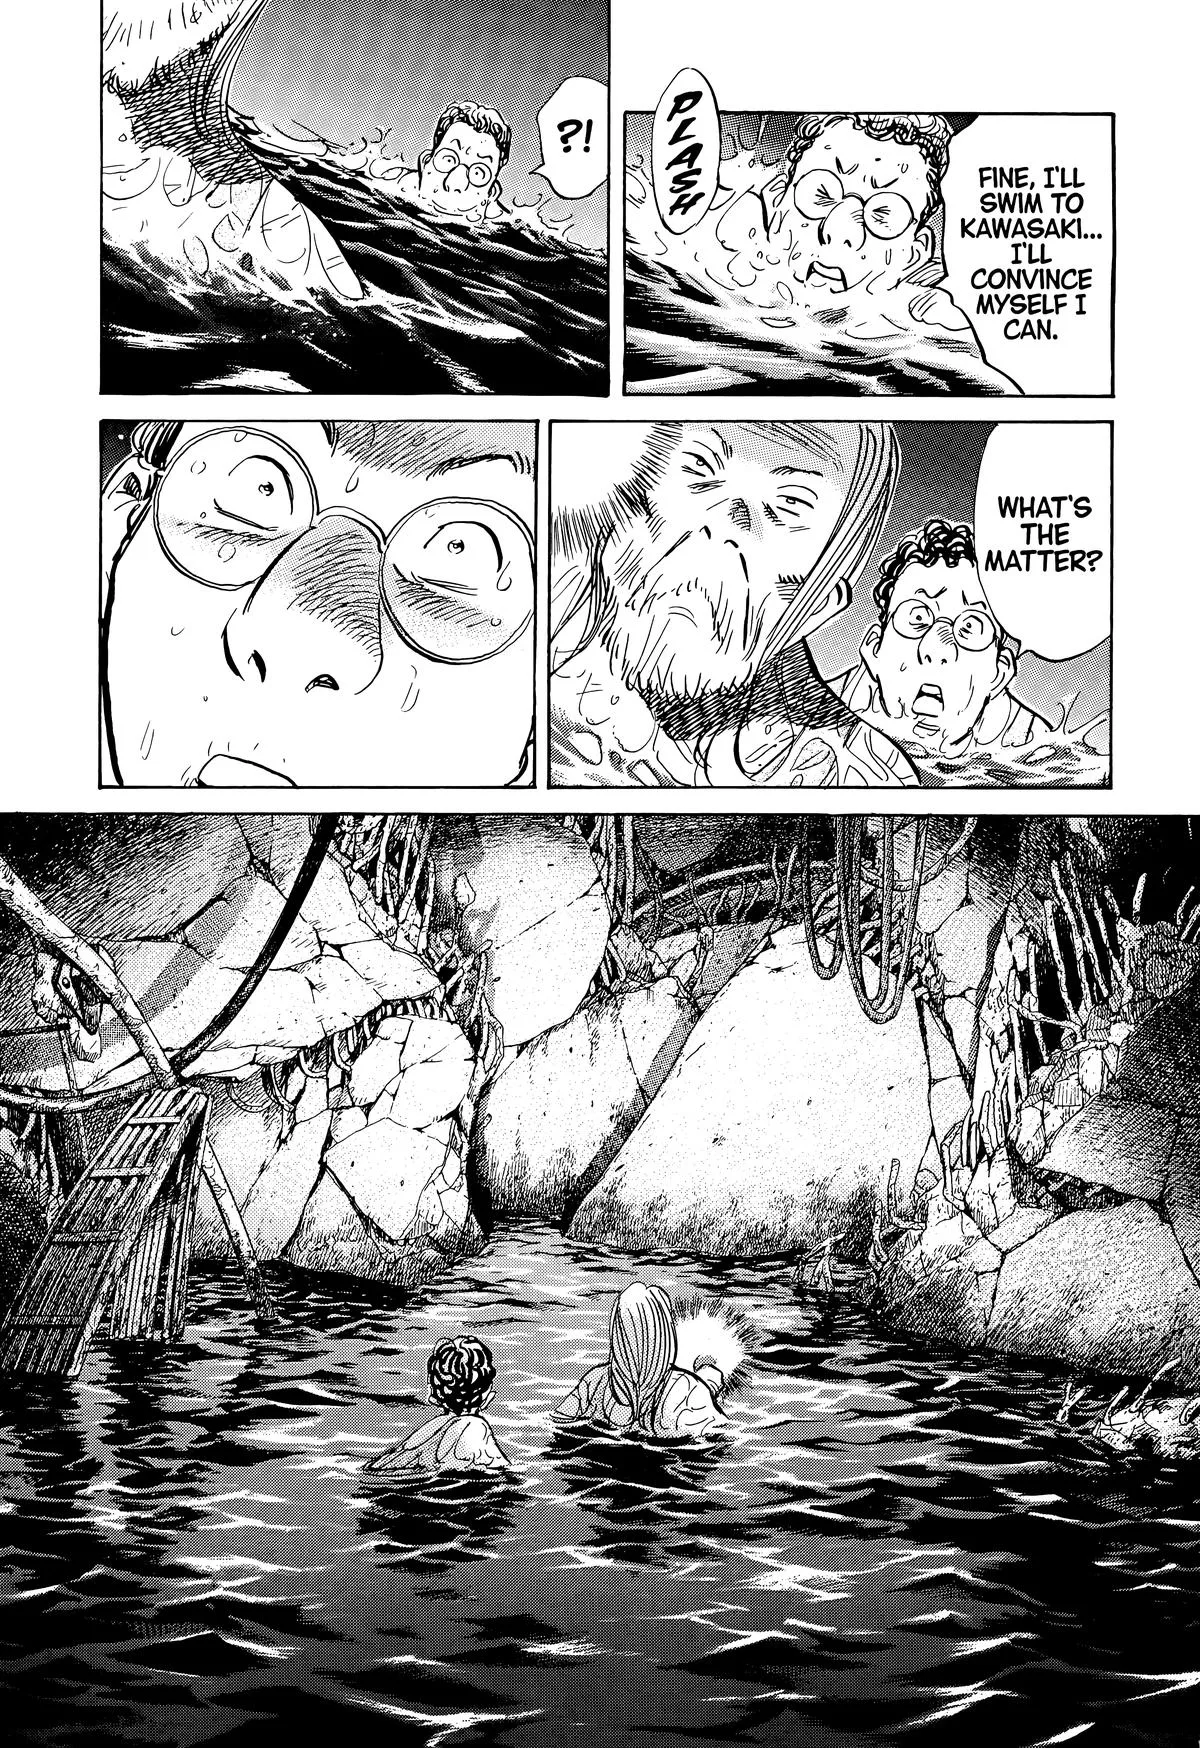 FINE, I'LL
SWIM TO
KAWASAKI...
I'LL
CONVINCE
MYSELF I
CAN.
PLASH
?!
WHAT'S
THE
MATTER?